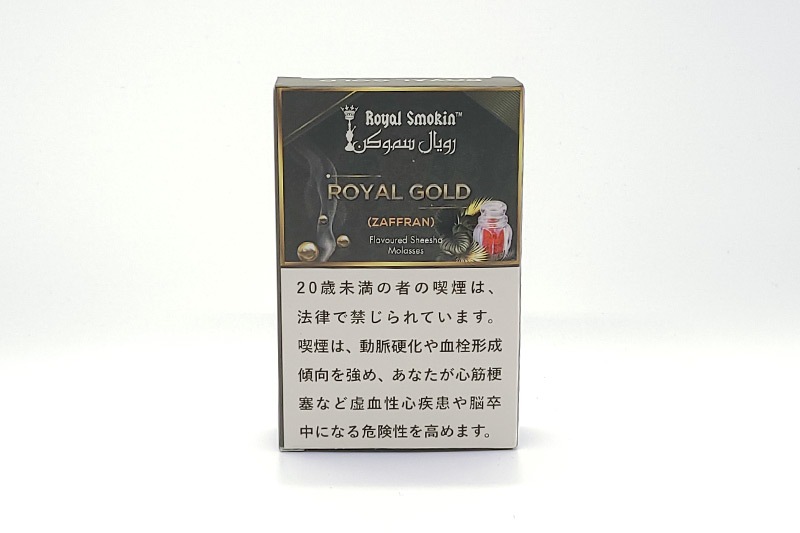 Royal Smokin™
رويال سموكن
ROYAL GOLD
(ZAFFRAN)
Flavoured Sheesha
Molasses
20歳未満の者の喫煙は、
法律で禁じられています。
喫煙は、動脈硬化や血栓形成
傾向を強め、あなたが心筋梗
塞など虚血性心疾患や脳卒
中になる危険性を高めます。